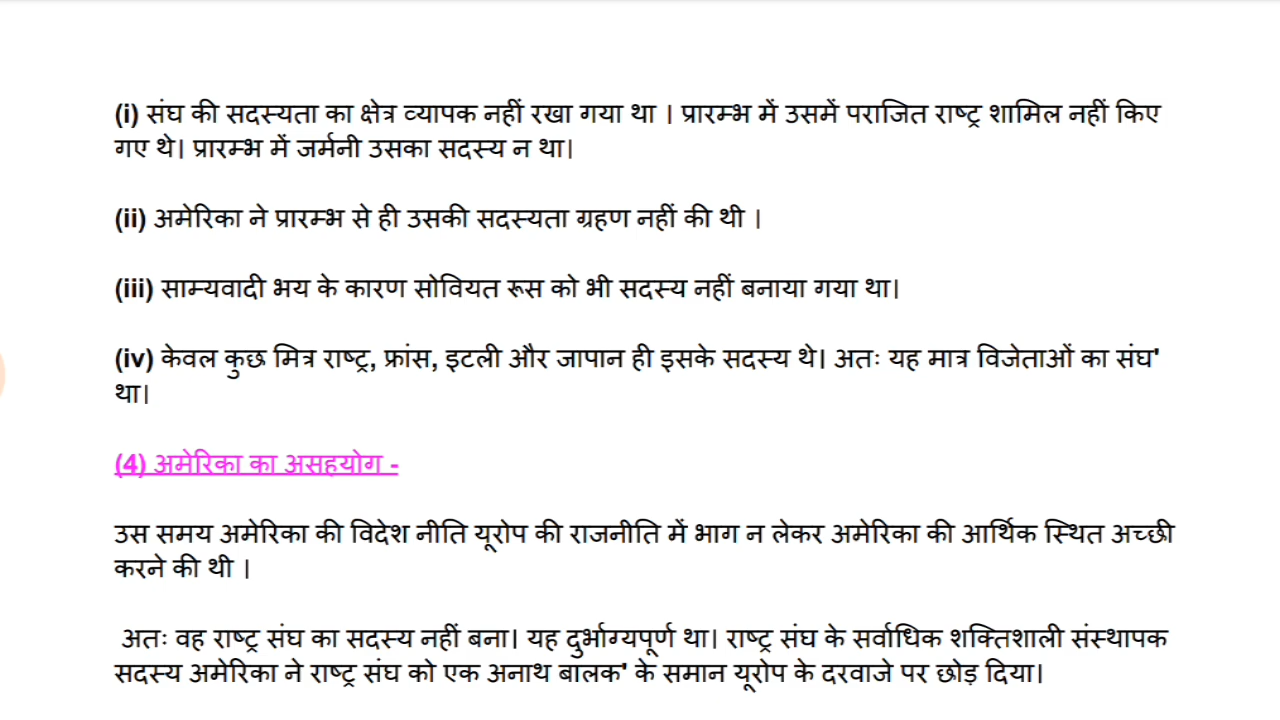 (i) संघ की सदस्यता का क्षेत्र व्यापक नहीं रखा गया था । प्रारम्भ में उसमें पराजित राष्ट्र शामिल नहीं किए
गए थे। प्रारम्भ में जर्मनी उसका सदस्य न था।
(ii) अमेरिका ने प्रारम्भ से ही उसकी सदस्यता ग्रहण नहीं की थी ।
(iii) साम्यवादी भय के कारण सोवियत रूस को भी सदस्य नहीं बनाया गया था।
(iv) केवल कुछ मित्र राष्ट्र, फ्रांस, इटली और जापान ही इसके सदस्य थे। अतः यह मात्र विजेताओं का संघ'
था।
(4) अमेरिका का असहयोग -
उस समय अमेरिका की विदेश नीति यूरोप की राजनीति में भाग न लेकर अमेरिका की आर्थिक स्थित अच्छी
करने की थी ।
अतः वह राष्ट्र संघ का सदस्य नहीं बना। यह दुर्भाग्यपूर्ण था। राष्ट्र संघ के सर्वाधिक शक्तिशाली संस्थापक
सदस्य अमेरिका ने राष्ट्र संघ को एक अनाथ बालक' के समान यूरोप के दरवाजे पर छोड़ दिया।